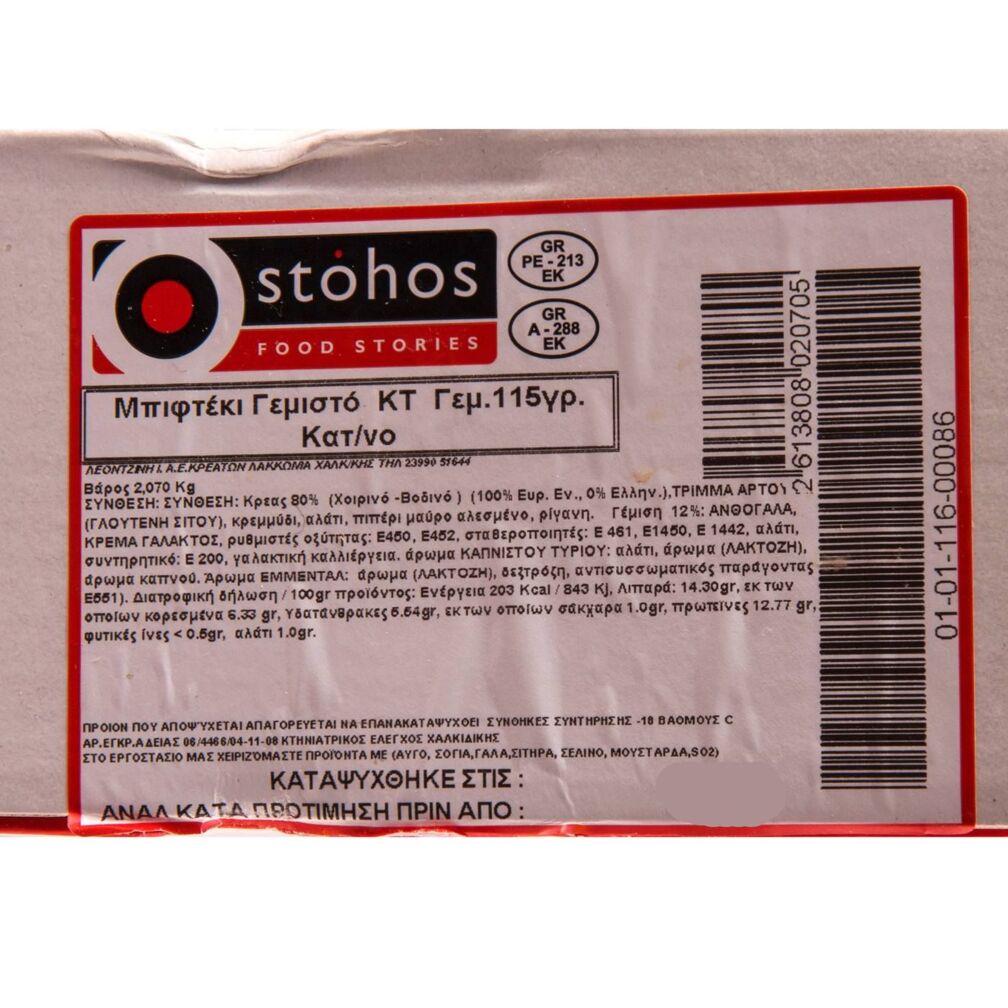 stohos
FOOD STORIES
GR
PE - 213
EK
GR
A - 288
EK
Μπιφτέκι Γεμιστό ΚΤ Γεμ.115γρ.
Κατ/νο
ΛΕΟΝΤΖΙΝΗ Ι. Α.Ε.ΚΡΕΑΤΩΝ ΛΑΚΚΩΜΑ ΧΑΛΚ/ΚΗΣ ΤΗΛ 23990 51644
Βάρος 2,070 Kg
ΣΥΝΘΕΣΗ: ΣΥΝΘΕΣΗ: Κρεας 80% (Χοιρινό -Βοδινό ) (100% Ευρ. Εν., 0% Ελλην.),ΤΡΙΜΜΑ ΑΡΤΟΥ
(ΓΛΟΥΤΕΝΗ ΣΙΤΟΥ), κρεμμύδι, αλάτι, πιπέρι μαύρο αλεσμένο, ρίγανη. Γέμιση 12%: ΑΝΘΟΓΑΛΑ,
ΚΡΕΜΑ ΓΑΛΑΚΤΟΣ, ρυθμιστές οξύτητας: Ε450, Ε452, σταθεροποιητές: Ε 461, Ε1450, Ε 1442, αλάτι,
συντηρητικό: Ε 200, γαλακτική καλλιέργεια. άρωμα ΚΑΠΝΙΣΤΟΥ ΤΥΡΙΟΥ: αλάτι, άρωμα (ΛΑΚΤΟΖΗ),
άρωμα καπνού. Άρωμα ΕΜΜΕΝΤΑΛ: άρωμα (ΛΑΚΤΟΖΗ), δεξτρόζη, αντισυσσωματικός παράγοντας
Ε551). Διατροφική δήλωση / 100gr προϊόντος: Ενέργεια 203 Kcal / 843 Kj, Λιπαρά: 14.30gr, εκ των
οποίων κορεσμένα 6.33 gr, Υδατάνθρακες 5.54gr, εκ των οποίων σάκχαρα 1.0gr, πρωτεϊνες 12.77 gr,
φυτικές ίνες < 0.5gr, αλάτι 1.0gr.
ΠΡΟΙΟΝ ΠΟΥ ΑΠΟΨΥΧΕΤΑΙ ΑΠΑΓΟΡΕΥΕΤΑΙ ΝΑ ΕΠΑΝΑΚΑΤΑΨΥΧΘΕΙ ΣΥΝΘΗΚΕΣ ΣΥΝΤΗΡΗΣΗΣ -18 ΒΑΘΜΟΥΣ C
ΑΡ.ΕΓΚΡ.ΑΔΕΙΑΣ 06/4466/04-11-08 ΚΤΗΝΙΑΤΡΙΚΟΣ ΕΛΕΓΧΟΣ ΧΑΛΚΙΔΙΚΗΣ
ΣΤΟ ΕΡΓΟΣΤΑΣΙΟ ΜΑΣ ΧΕΙΡΙΖΟΜΑΣΤΕ ΠΡΟΪΟΝΤΑ ΜΕ (ΑΥΓΟ, ΣΟΓΙΑ,ΓΑΛΑ,ΣΙΤΗΡΑ, ΣΕΛΙΝΟ, ΜΟΥΣΤΑΡΔΑ,SO2)
ΚΑΤΑΨΥΧΘΗΚΕ ΣΤΙΣ :
ΑΝΑΛ ΚΑΤΑ ΠΡΟΤΙΜΗΣΗ ΠΡΙΝ ΑΠΟ :
2 613808 020705
01-01-116-00086